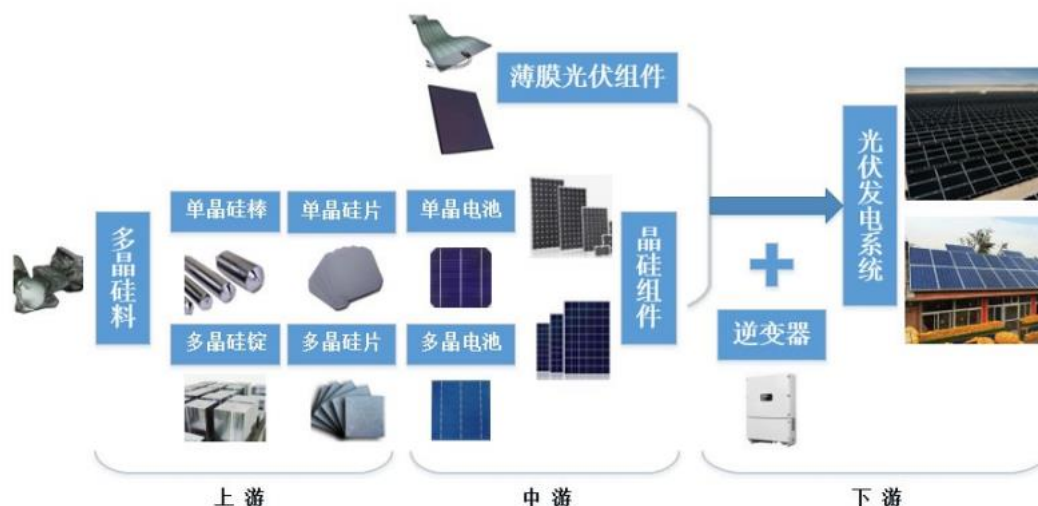 薄膜光伏组件
多晶硅料
单晶硅棒
单晶硅片
单晶电池
多晶硅锭
多晶硅片
多晶电池
晶硅组件
逆变器
光伏发电系统
上 游
中 游
下 游